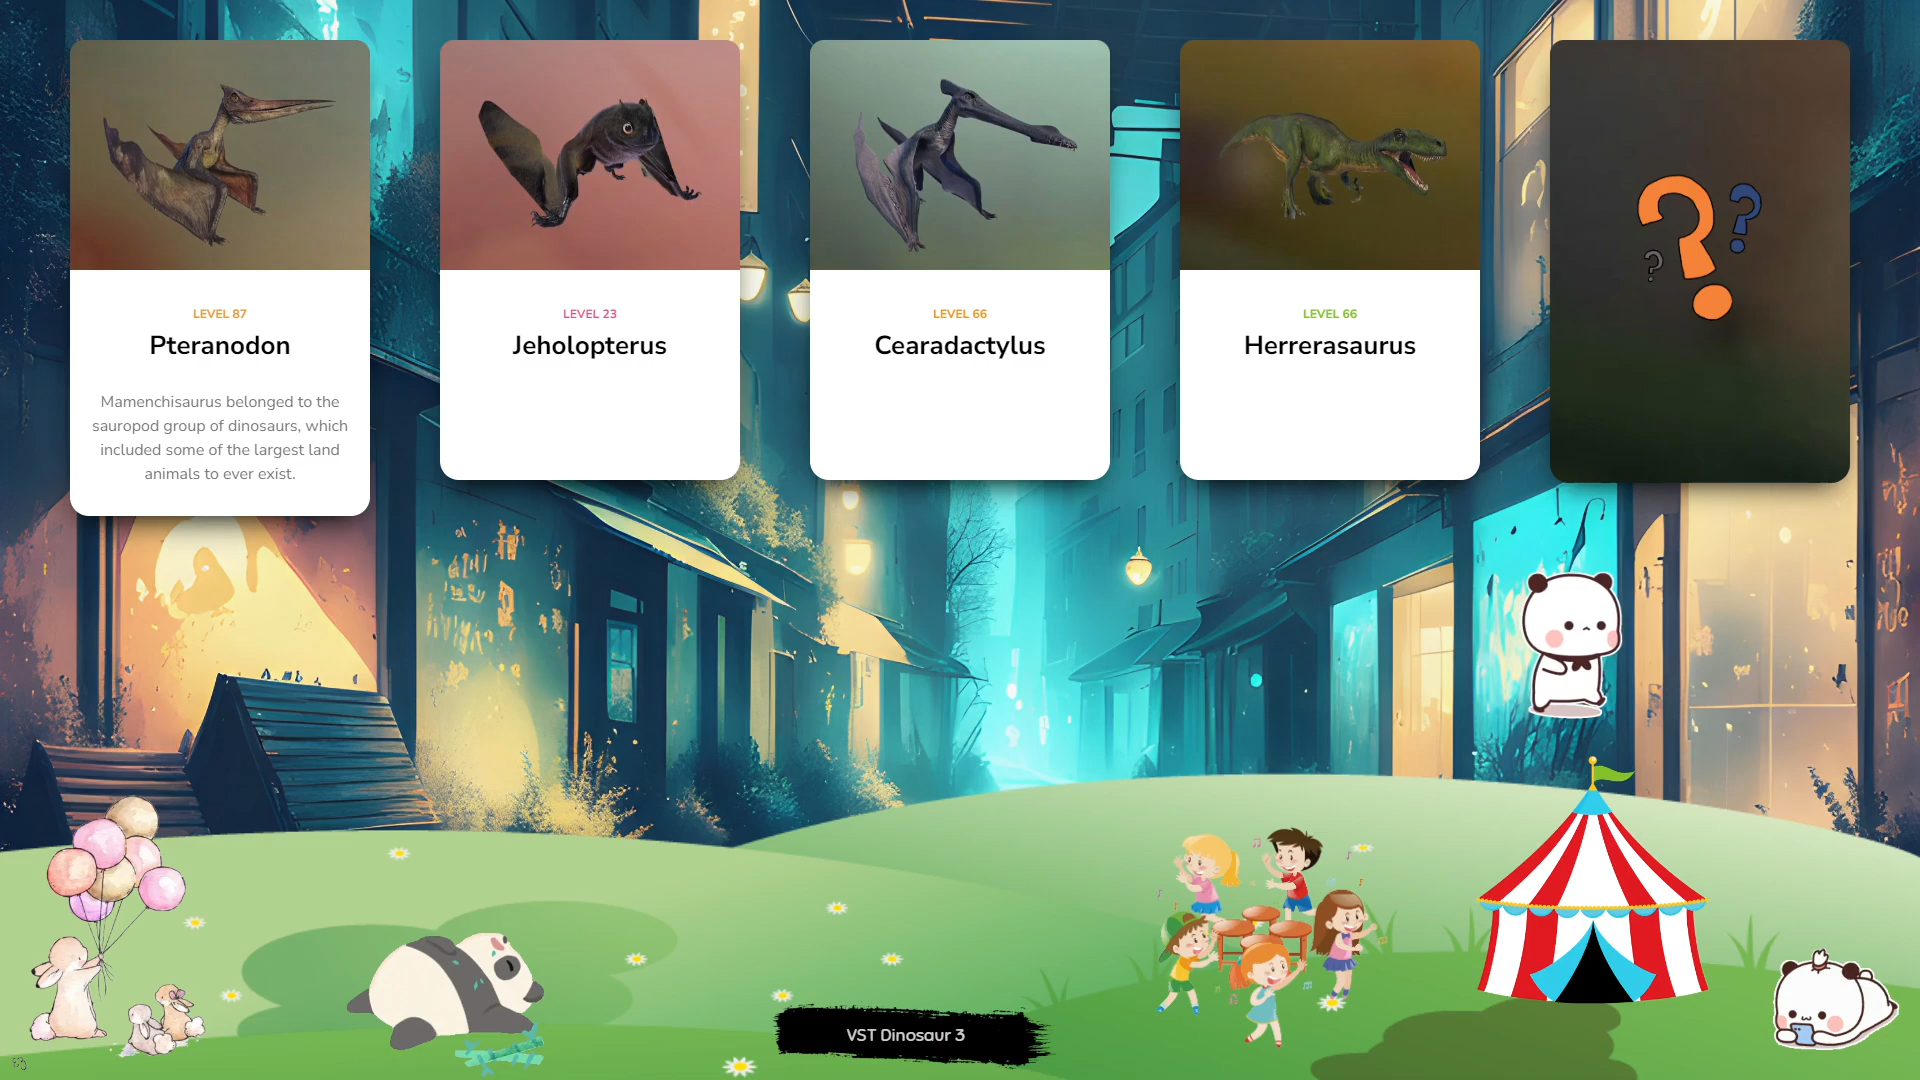 LEVEL 87
Pteranodon
Mamenchisaurus belonged to the
sauropod group of dinosaurs, which
included some of the largest land
animals to ever exist.
LEVEL 23
Jeholopterus
LEVEL 66
Cearadactylus
LEVEL 66
Herrerasaurus
? ? ?
VST Dinosaur 3